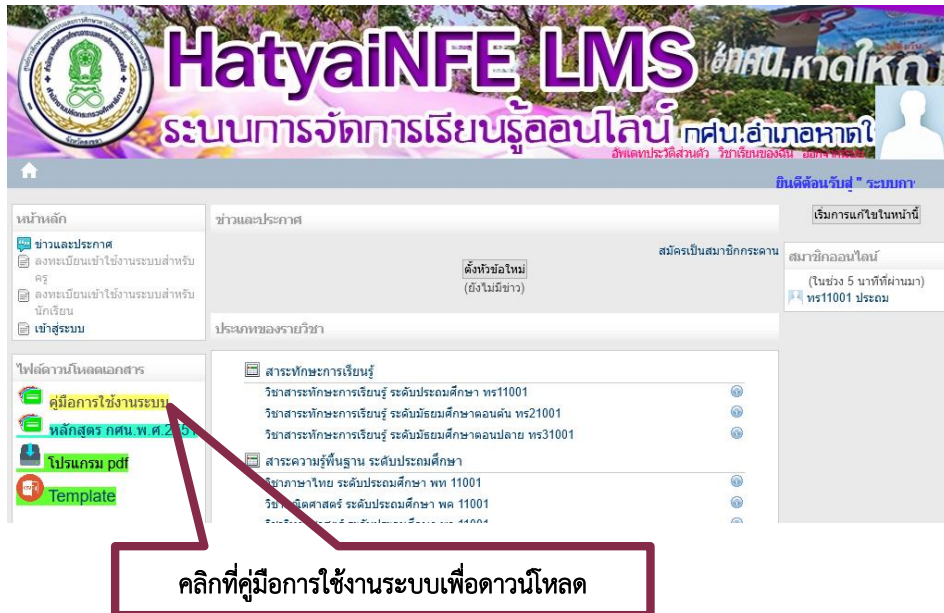 HatyaiNFE LMS
กศน.หาดใหญ่
ระบบการจัดการเรียนรู้ออนไลน์ กศน.อำเภอหาดใ
อัพเดทประวัติส่วนตัว วิชาเรียนของฉัน
ยินดีต้อนรับสู่ " ระบบกา
หน้าหลัก
ข่าวและประกาศ
ลงทะเบียนเข้าใช้งานระบบสำหรับ
ครู
ลงทะเบียนเข้าใช้งานระบบสำหรับ
นักเรียน
เข้าสู่ระบบ
ไฟล์ดาวน์โหลดเอกสาร
คู่มือการใช้งานระบบ
หลักสูตร กศน.พ.ศ.2551
โปรแกรม pdf
Template
ข่าวและประกาศ
สมัครเป็นสมาชิกกระดาน
ตั้งหัวข้อใหม่
(ยังไม่มีข่าว)
ประเภทของรายวิชา
สาระทักษะการเรียนรู้
วิชาสาระทักษะการเรียนรู้ ระดับประถมศึกษา ทร11001
วิชาสาระทักษะการเรียนรู้ ระดับมัธยมศึกษาตอนต้น ทร21001
วิชาสาระทักษะการเรียนรู้ ระดับมัธยมศึกษาตอนปลาย ทร31001
สาระความรู้พื้นฐาน ระดับประถมศึกษา
วิชาภาษาไทย ระดับประถมศึกษา พท 11001
วิชาคณิตศาสตร์ ระดับประถมศึกษา พค 11001
เริ่มการแก้ไขในหน้านี้
สมาชิกออนไลน์
(ในช่วง 5 นาทีที่ผ่านมา)
ทร11001 ประถม
คลิกที่คู่มือการใช้งานระบบเพื่อดาวน์โหลด